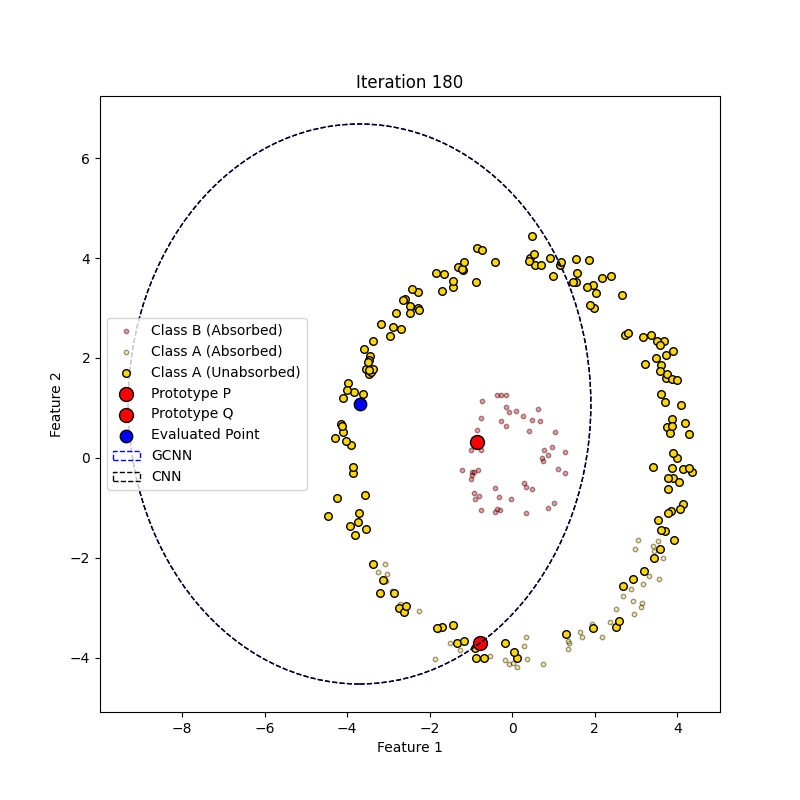 Iteration 180
6
4
2
0
−2
−4
Feature 2
Class B (Absorbed)
Class A (Absorbed)
Class A (Unabsorbed)
Prototype P
Prototype Q
Evaluated Point
GCNN
CNN
−8
−6
−4
−2
0
2
4
Feature 1